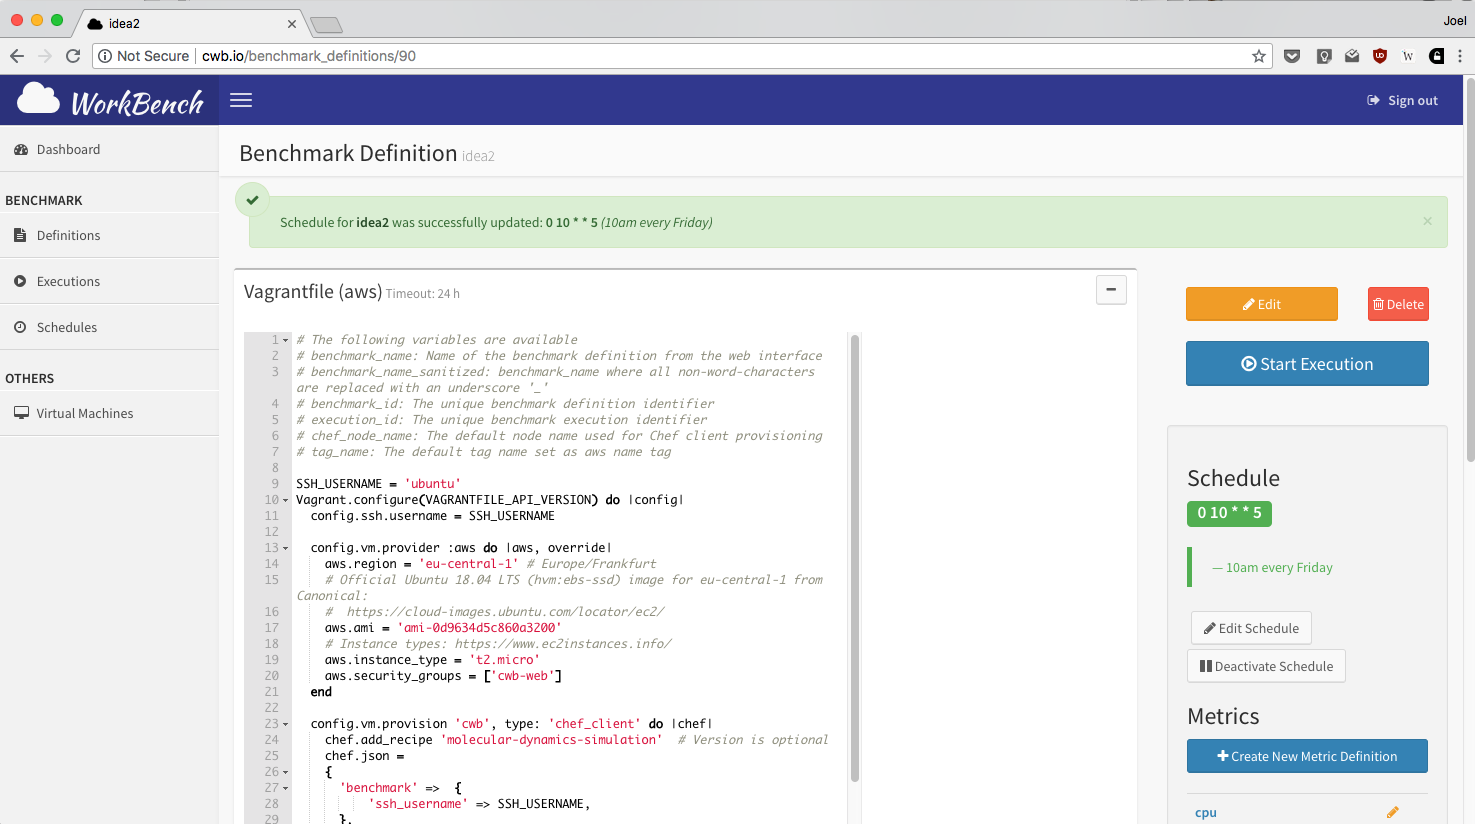 idea2
Joel
Not Secure
cwb.io/benchmark_definitions/90
UD
W
WorkBench
Sign out
Dashboard
BENCHMARK
Definitions
Executions
Schedules
OTHERS
Virtual Machines
Benchmark Definition idea2
Schedule for idea2 was successfully updated: 0 10 * * 5 (10am every Friday)
×
Vagrantfile (aws) Timeout: 24 h
1 # The following variables are available
2 # benchmark_name: Name of the benchmark definition from the web interface
3 # benchmark_name_sanitized: benchmark_name where all non-word-characters
are replaced with an underscore '_'
4 # benchmark_id: The unique benchmark definition identifier
5 # execution_id: The unique benchmark execution identifier
6 # chef_node_name: The default node name used for Chef client provisioning
7 # tag_name: The default tag name set as aws name tag
8
9 SSH_USERNAME = 'ubuntu'
10 Vagrant.configure(VAGRANTFILE_API_VERSION) do |config|
11 config.ssh.username = SSH_USERNAME
12
13 config.vm.provider :aws do |aws, override|
14 aws.region = 'eu-central-1' # Europe/Frankfurt
15 # Official Ubuntu 18.04 LTS (hvm:ebs-ssd) image for eu-central-1 from
Canonical:
16 # https://cloud-images.ubuntu.com/locator/ec2/
17 aws.ami = 'ami-0d9634d5c860a3200'
18 # Instance types: https://www.ec2instances.info/
19 aws.instance_type = 't2.micro'
20 aws.security_groups = ['cwb-web']
21 end
22
23 config.vm.provision 'cwb', type: 'chef_client' do |chef|
24 chef.add_recipe 'molecular-dynamics-simulation' # Version is optional
25 chef.json =
26 {
27 'benchmark' => {
28 'ssh_username' => SSH_USERNAME,
29 },
Edit
Delete
Start Execution
Schedule
0 10 * * 5
— 10am every Friday
Edit Schedule
Deactivate Schedule
Metrics
Create New Metric Definition
cpu